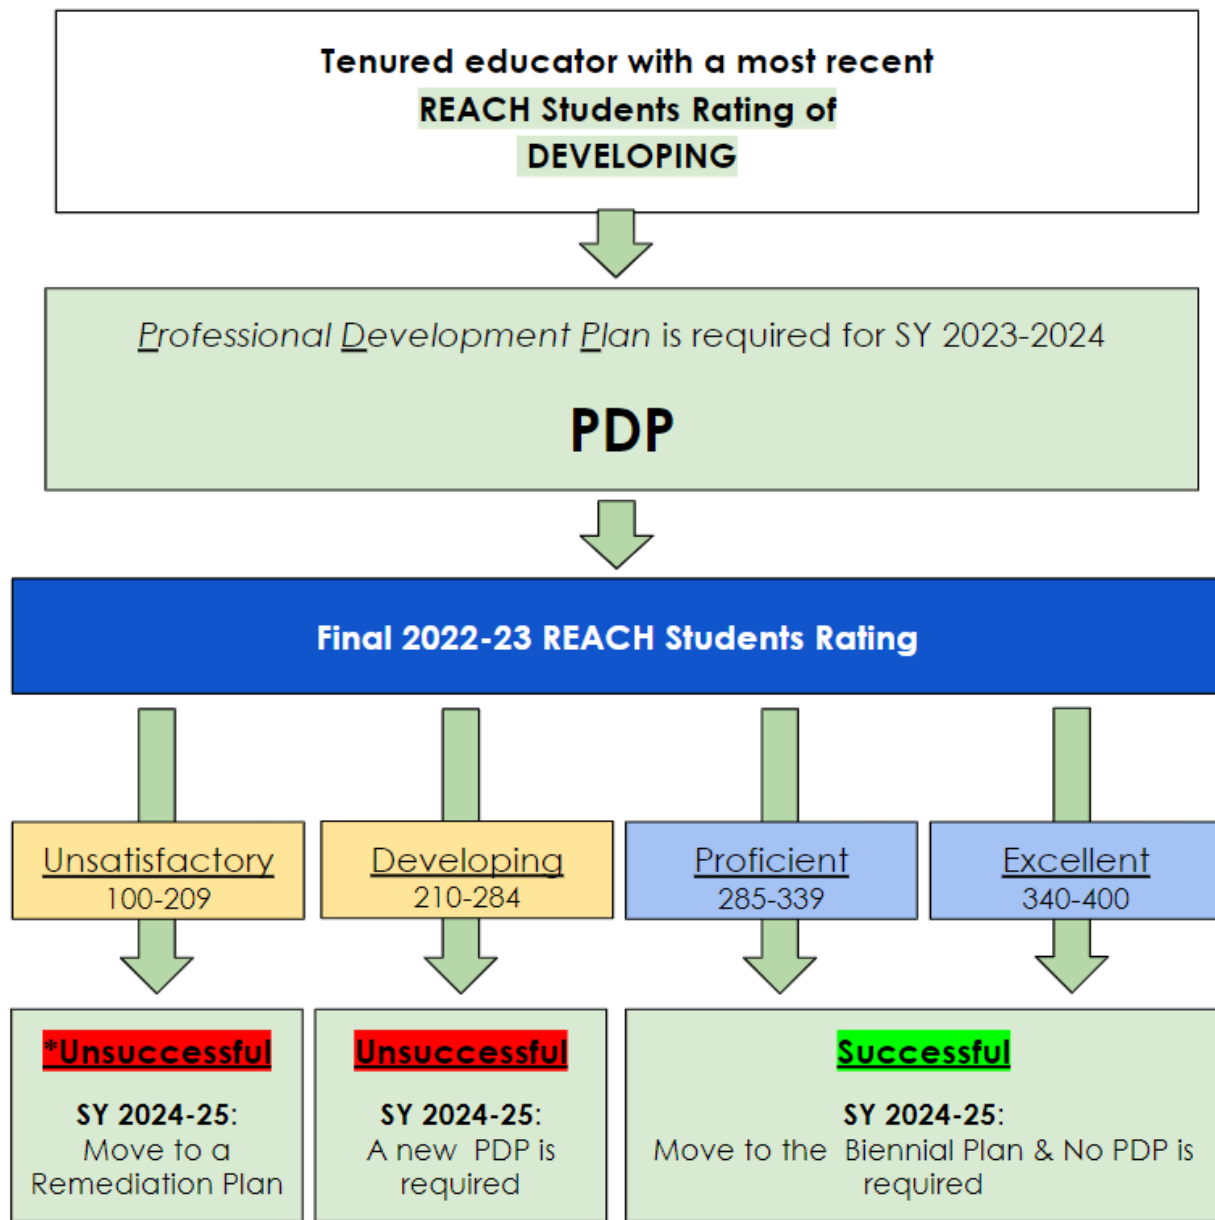 Tenured educator with a most recent
REACH Students Rating of
DEVELOPING
Professional Development Plan is required for SY 2023-2024
PDP
Final 2022-23 REACH Students Rating
Unsatisfactory
100-209
Developing
210-284
Proficient
285-339
Excellent
340-400
*Unsuccessful
SY 2024-25:
Move to a
Remediation Plan
Unsuccessful
SY 2024-25:
A new PDP is
required
Successful
SY 2024-25:
Move to the Biennial Plan & No PDP is
required